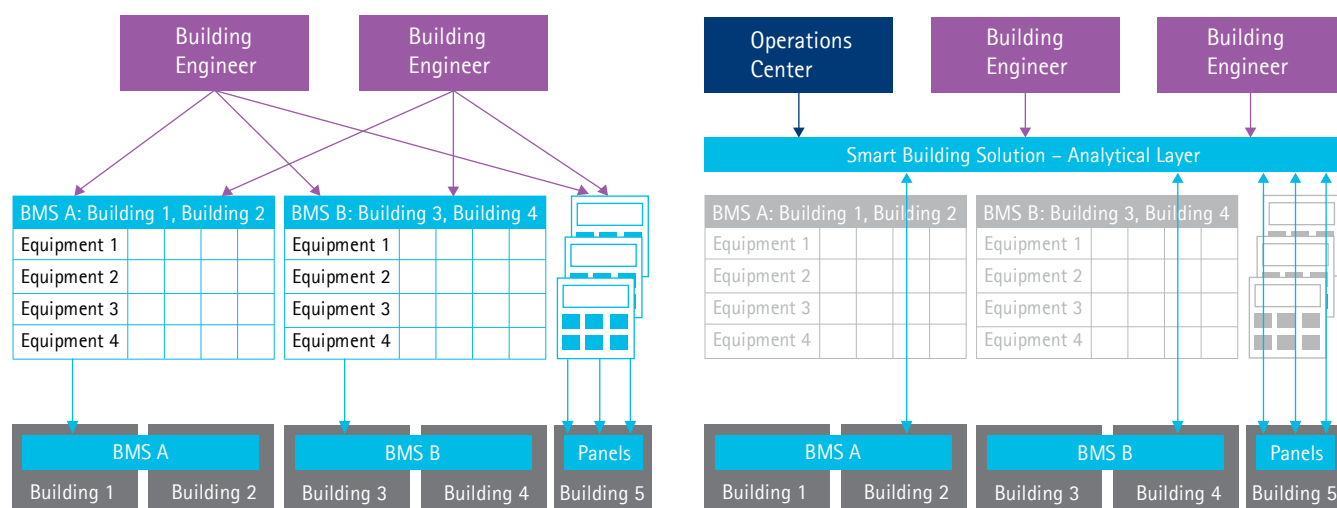 Building
Engineer
Building
Engineer
BMS A: Building 1, Building 2
BMS B: Building 3, Building 4
Equipment 1
Equipment 2
Equipment 3
Equipment 4
Equipment 1
Equipment 2
Equipment 3
Equipment 4
BMS A
BMS B
Panels
Building 1
Building 2
Building 3
Building 4
Building 5
Operations
Center
Building
Engineer
Building
Engineer
Smart Building Solution – Analytical Layer
BMS A: Building 1, Building 2
BMS B: Building 3, Building 4
Equipment 1
Equipment 2
Equipment 3
Equipment 4
Equipment 1
Equipment 2
Equipment 3
Equipment 4
BMS A
BMS B
Panels
Building 1
Building 2
Building 3
Building 4
Building 5